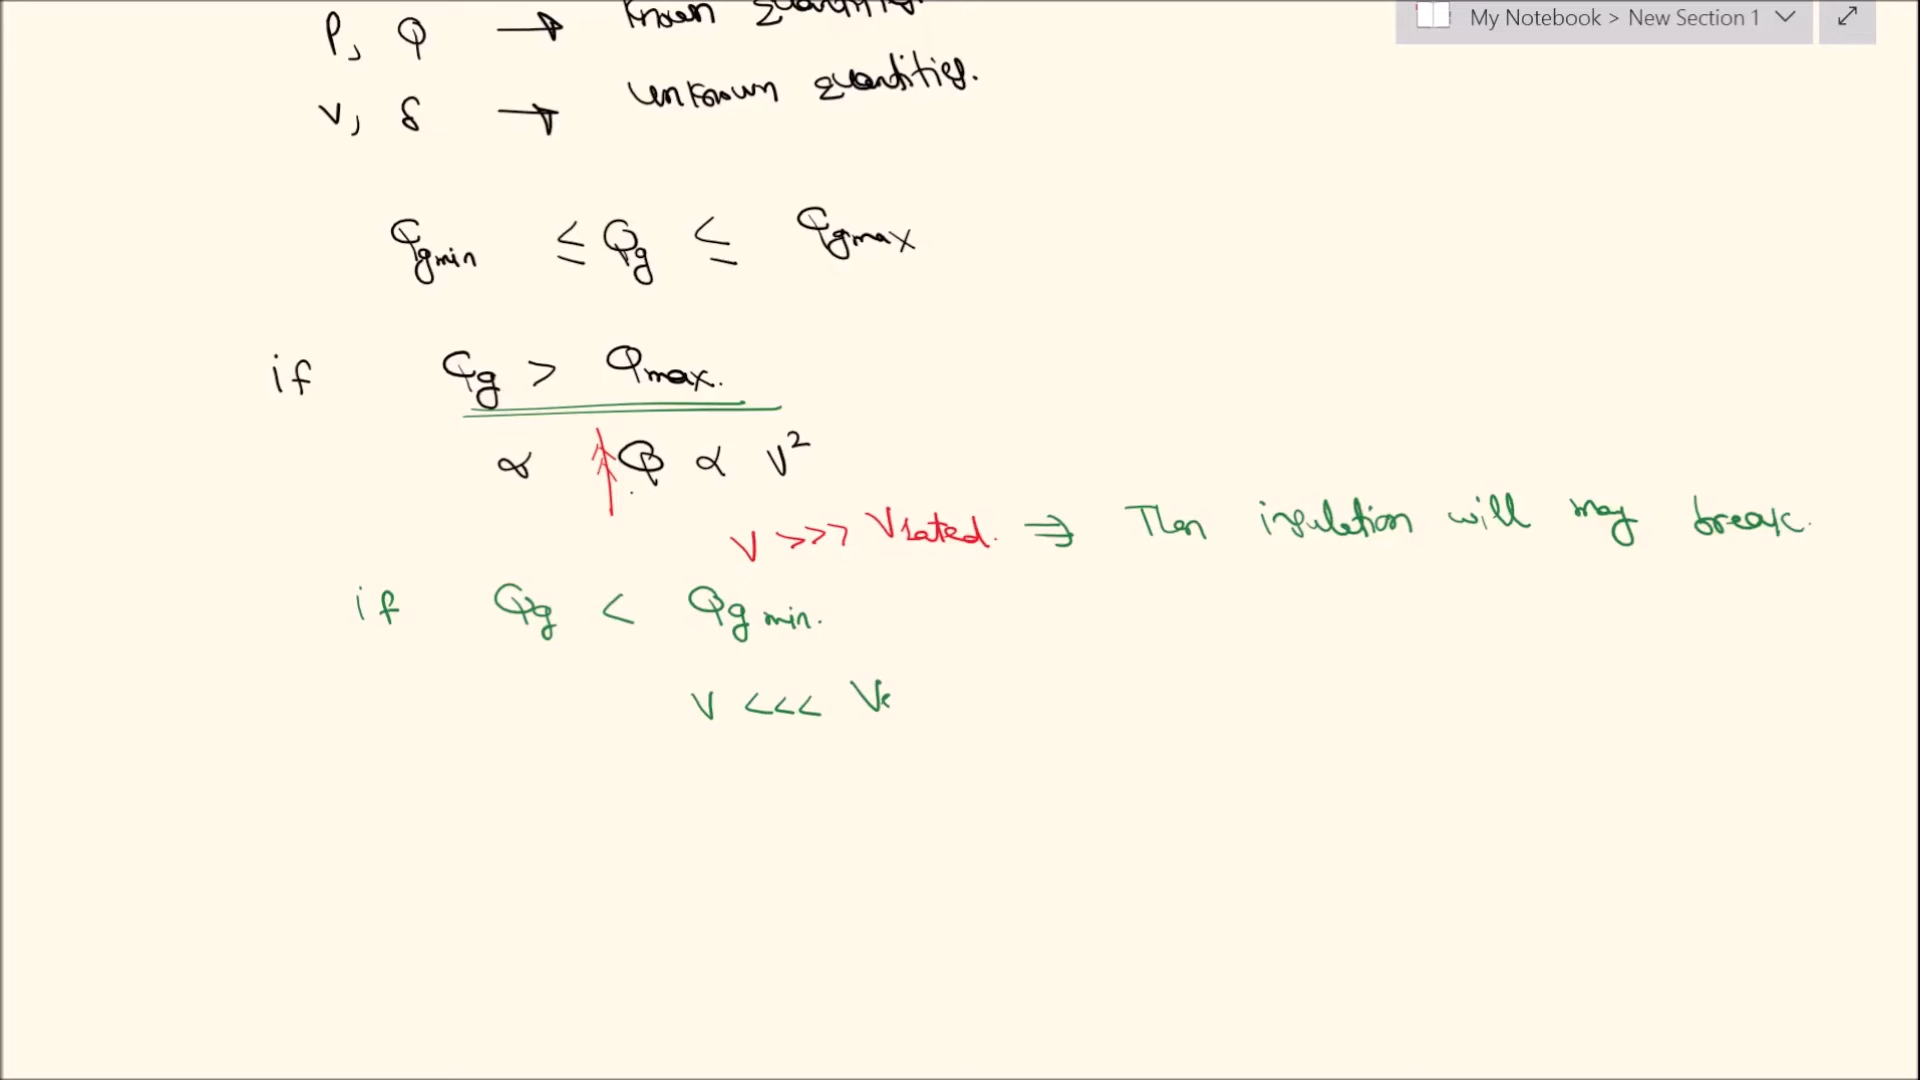 My Notebook > New Section 1
P, Q → known quantities.
V, δ → unknown quantities.
Qgmin ≤ Qg ≤ Qgmax
if Qg > Qmax.
∝ Q ∝ V²
V >>> Vrated. ⇒ Then insulation will may break.
if Qg < Qg min.
V <<<